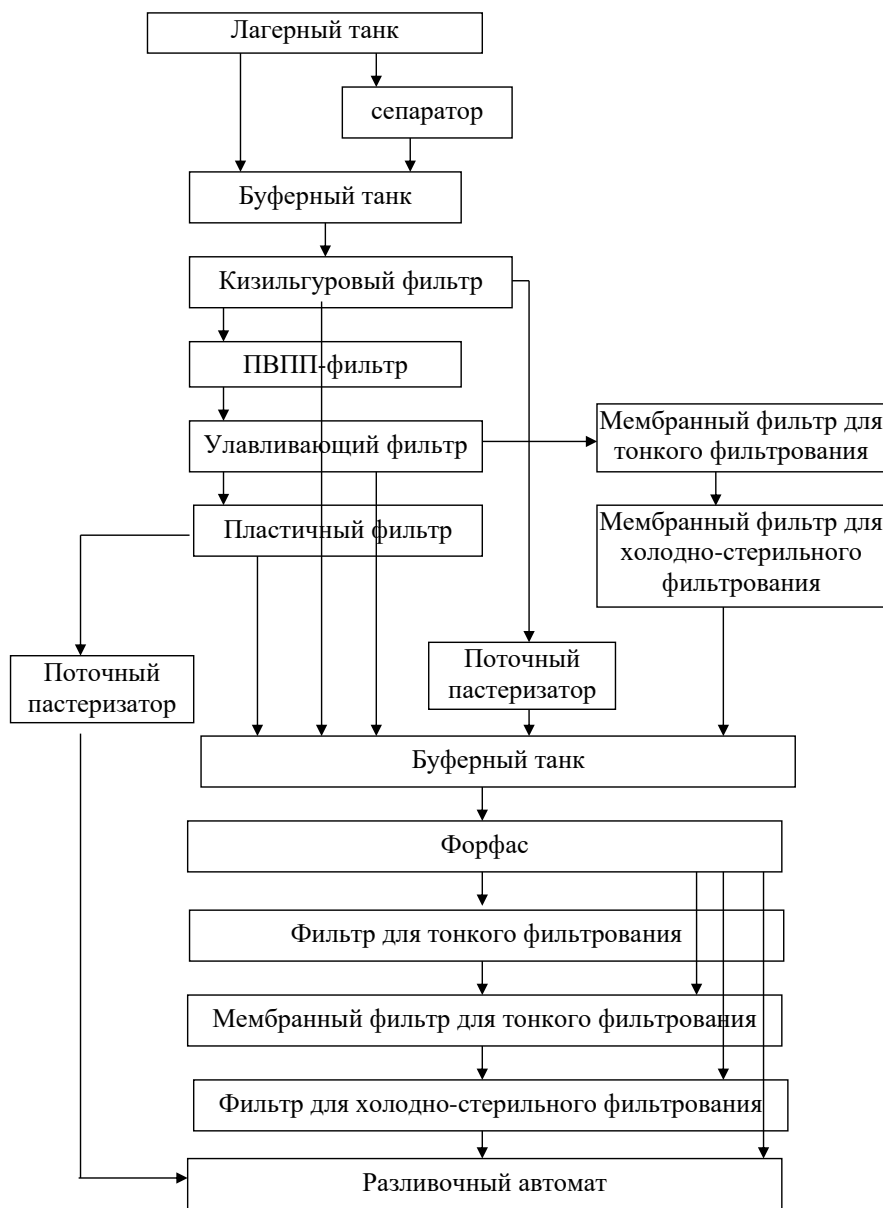 Лагерный танк
сепаратор
Буферный танк
Кизильгуровый фильтр
ПВПП-фильтр
Улавливающий фильтр
Мембранный фильтр для
тонкого фильтрования
Пластичный фильтр
Мембранный фильтр для
холодно-стерильного
фильтрования
Поточный
пастеризатор
Поточный
пастеризатор
Буферный танк
Форфас
Фильтр для тонкого фильтрования
Мембранный фильтр для тонкого фильтрования
Фильтр для холодно-стерильного фильтрования
Разливочный автомат